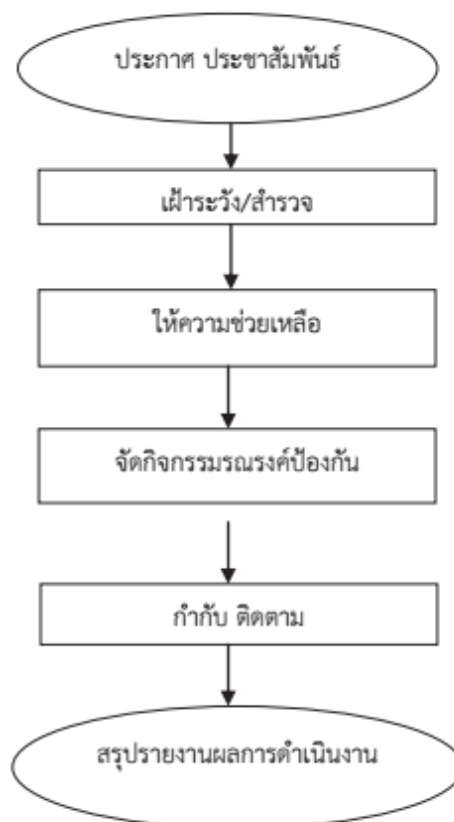 ประกาศ ประชาสัมพันธ์
เฝ้าระวัง/สำรวจ
ให้ความช่วยเหลือ
จัดกิจกรรมรณรงค์ป้องกัน
กำกับ ติดตาม
สรุปรายงานผลการดำเนินงาน